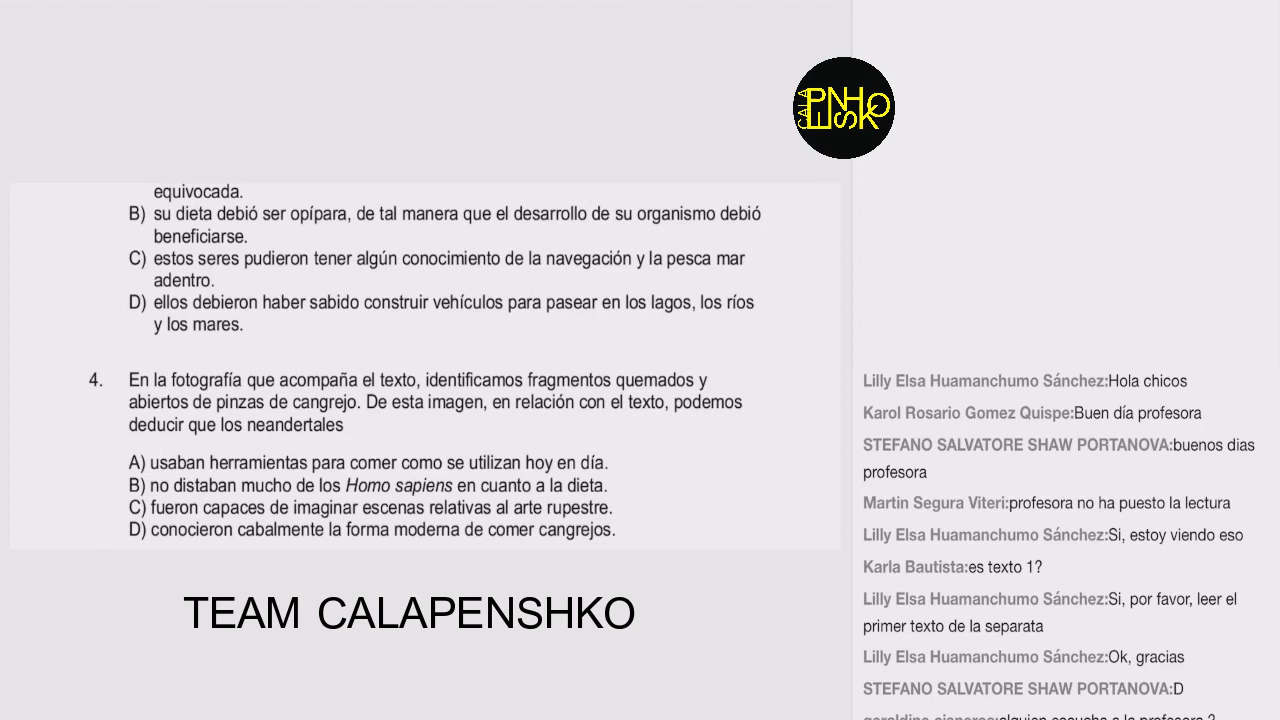 CALA
PENHO
ESK
equivocada.
B) su dieta debió ser opípara, de tal manera que el desarrollo de su organismo debió
beneficiarse.
C) estos seres pudieron tener algún conocimiento de la navegación y la pesca mar
adentro.
D) ellos debieron haber sabido construir vehículos para pasear en los lagos, los ríos
y los mares.
4. En la fotografía que acompaña el texto, identificamos fragmentos quemados y
abiertos de pinzas de cangrejo. De esta imagen, en relación con el texto, podemos
deducir que los neandertales
A) usaban herramientas para comer como se utilizan hoy en día.
B) no distaban mucho de los Homo sapiens en cuanto a la dieta.
C) fueron capaces de imaginar escenas relativas al arte rupestre.
D) conocieron cabalmente la forma moderna de comer cangrejos.
TEAM CALAPENSHKO
Lilly Elsa Huamanchumo Sánchez:Hola chicos
Karol Rosario Gomez Quispe:Buen día profesora
STEFANO SALVATORE SHAW PORTANOVA:buenos dias
profesora
Martin Segura Viteri:profesora no ha puesto la lectura
Lilly Elsa Huamanchumo Sánchez:Si, estoy viendo eso
Karla Bautista:es texto 1?
Lilly Elsa Huamanchumo Sánchez:Si, por favor, leer el
primer texto de la separata
Lilly Elsa Huamanchumo Sánchez:Ok, gracias
STEFANO SALVATORE SHAW PORTANOVA:D
geraldine cisneros:alguien escucha a la profesora ?